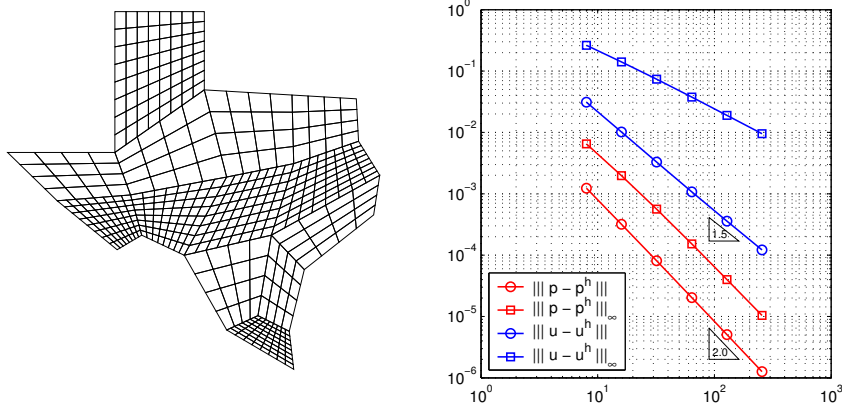 10^0
10^−1
10^−2
10^−3
10^−4
10^−5
10^−6
1.5
2.0
||| p − p^h |||
||| p − p^h |||_∞
||| u − u^h |||
||| u − u^h |||_∞
10^0 10^1 10^2 10^3